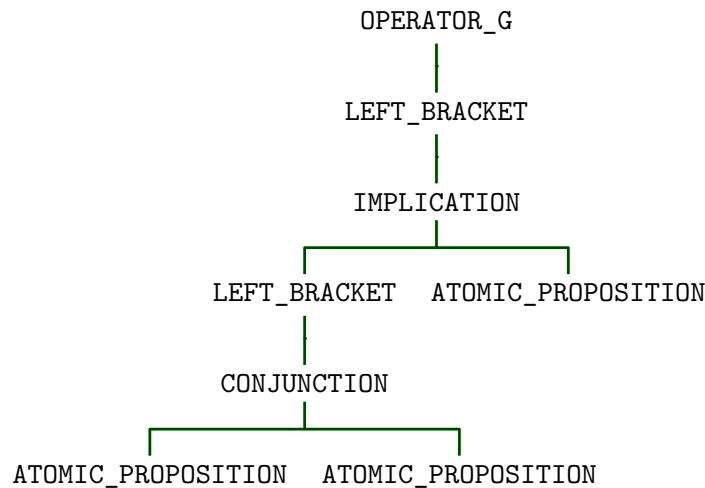 OPERATOR_G
LEFT_BRACKET
IMPLICATION
LEFT_BRACKET ATOMIC_PROPOSITION
CONJUNCTION
ATOMIC_PROPOSITION ATOMIC_PROPOSITION